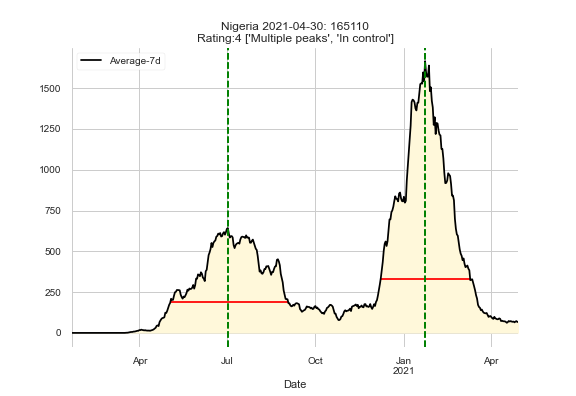 Nigeria 2021-04-30: 165110
Rating:4 ['Multiple peaks', 'In control']
Average-7d
1500
1250
1000
750
500
250
0
Apr
Jul
Oct
Jan
2021
Apr
Date